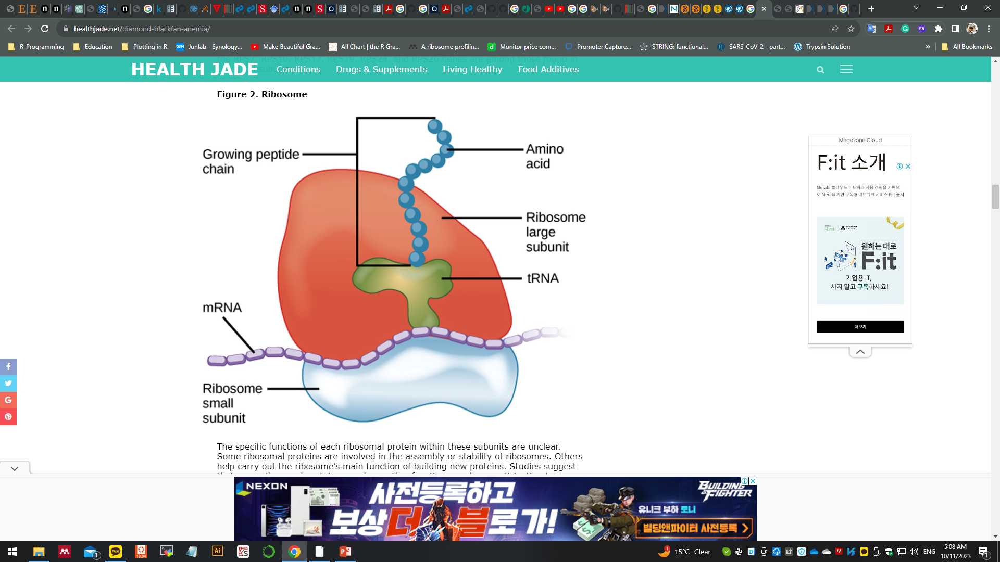 healthjade.net/diamond-blackfan-anemia/
R-Programming
Education
Plotting in R
Junlab - Synology...
Make Beautiful Gra...
All Chart | the R Gra...
A ribosome profilin...
Monitor price com...
Promoter Capture...
STRING: functional...
SARS-CoV-2 - part...
Trypsin Solution
»
All Bookmarks
HEALTH JADE
Conditions
Drugs & Supplements
Living Healthy
Food Additives
Figure 2. Ribosome
Growing peptide
chain
Amino
acid
Ribosome
large
subunit
tRNA
mRNA
Ribosome
small
subunit
The specific functions of each ribosomal protein within these subunits are unclear.
Some ribosomal proteins are involved in the assembly or stability of ribosomes. Others
help carry out the ribosome’s main function of building new proteins. Studies suggest
Megazone Cloud
F:it 소개
Meraki 클라우드 네트워크 사용 경험을 기반으
로 Meraki 기반 구독형 네트워크 서비스 F:it 출시
Meraki
MEGAZONE
CLOUD
원하는 대로
F:it
기업용 IT,
사지 말고 구독하세요!
더보기
NEXON
사전등록하고
보상더블로가!
BUILDING
&FIGHTER
유니크 부하 토니
빌딩앤파이터 사전등록
TALK
18.04
Ai
15°C Clear
ENG
5:08 AM
10/11/2023